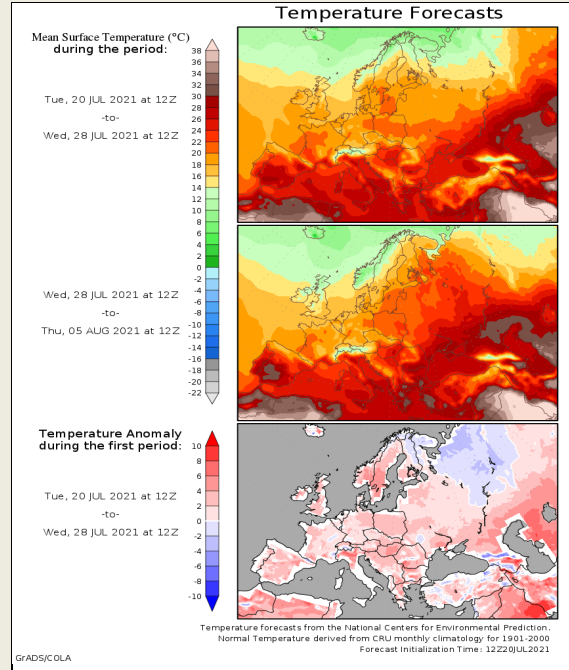 Temperature Forecasts
Mean Surface Temperature (°C)
during the period:
Tue, 20 JUL 2021 at 12Z
-to-
Wed, 28 JUL 2021 at 12Z
38
36
34
32
30
28
26
24
22
20
18
16
14
12
10
8
6
4
2
0
-2
-4
-6
-8
-10
-12
-14
-16
-18
-20
-22
Wed, 28 JUL 2021 at 12Z
-to-
Thu, 05 AUG 2021 at 12Z
Temperature Anomaly
during the first period:
Tue, 20 JUL 2021 at 12Z
-to-
Wed, 28 JUL 2021 at 12Z
10
8
6
4
2
0
-2
-4
-6
-8
-10
Temperature forecasts from the National Centers for Environmental Prediction.
Normal Temperature derived from CRU monthly climatology for 1901-2000
Forecast Initialization Time: 12Z20JUL2021
GrADS/COLA